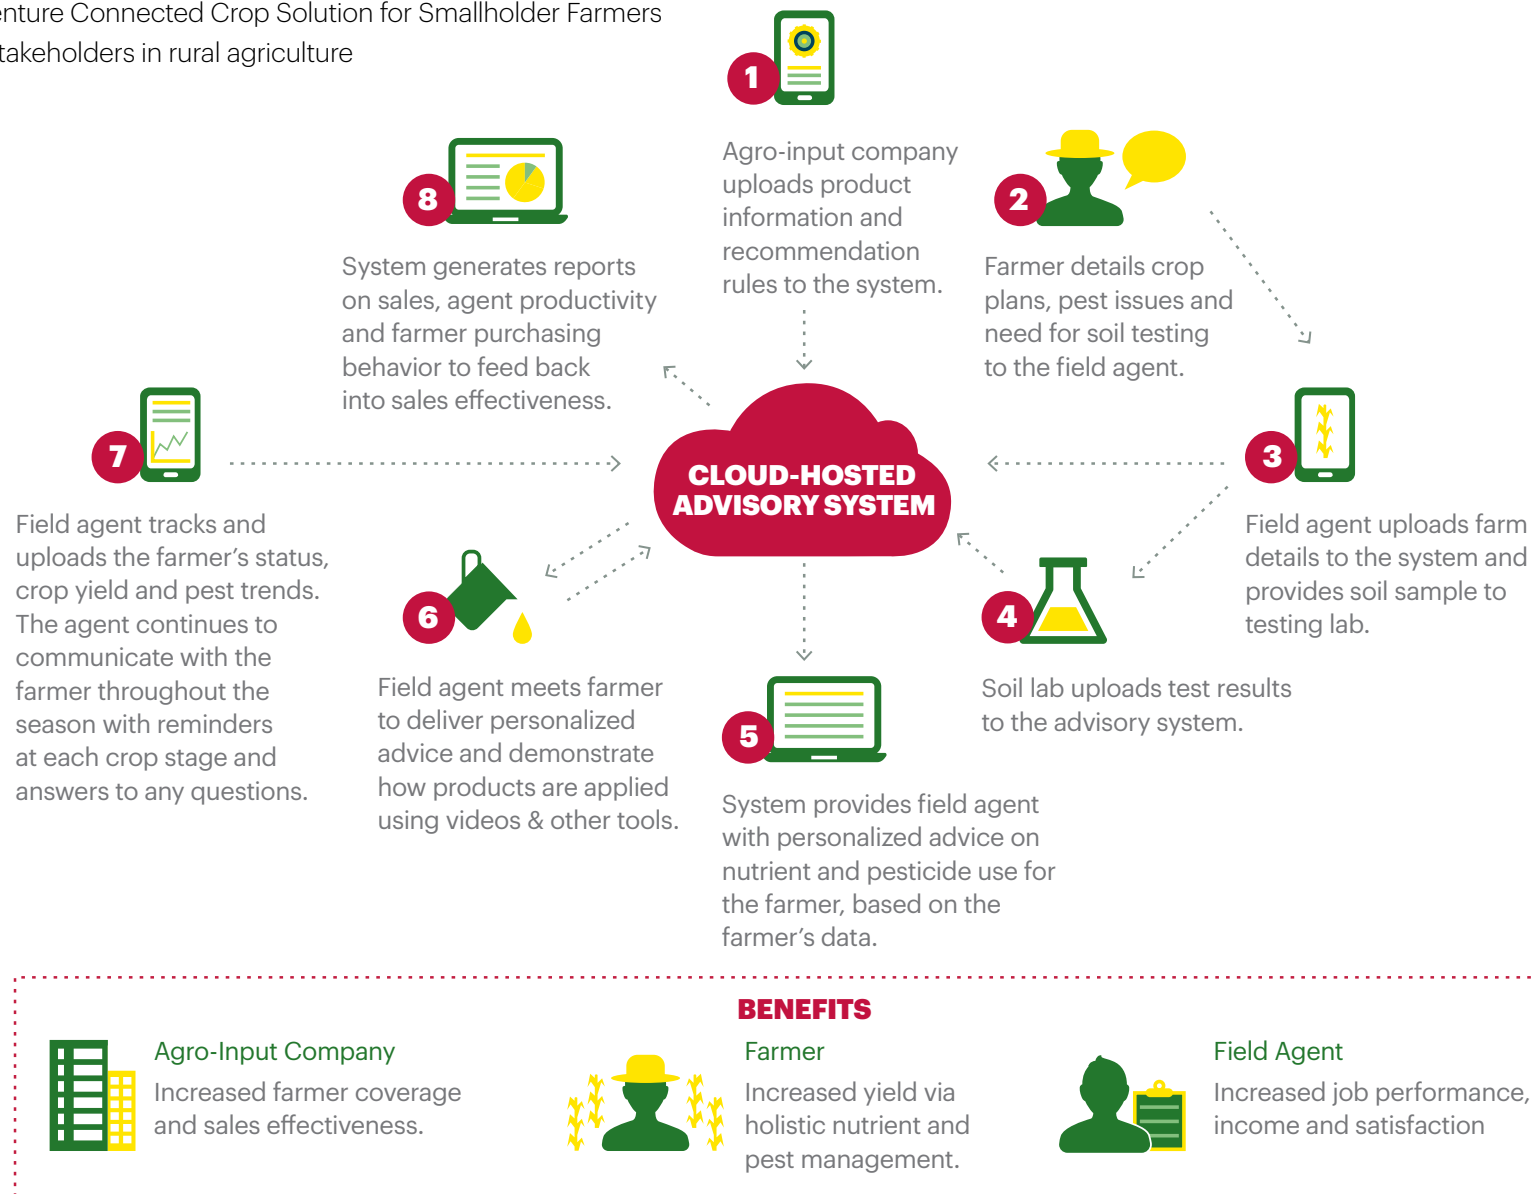 enture Connected Crop Solution for Smallholder Farmers
takeholders in rural agriculture
1
Agro-input company
uploads product
information and
recommendation
rules to the system.
2
Farmer details crop
plans, pest issues and
need for soil testing
to the field agent.
3
Field agent uploads farm
details to the system and
provides soil sample to
testing lab.
4
Soil lab uploads test results
to the advisory system.
5
System provides field agent
with personalized advice on
nutrient and pesticide use for
the farmer, based on the
farmer’s data.
6
Field agent meets farmer
to deliver personalized
advice and demonstrate
how products are applied
using videos & other tools.
7
Field agent tracks and
uploads the farmer’s status,
crop yield and pest trends.
The agent continues to
communicate with the
farmer throughout the
season with reminders
at each crop stage and
answers to any questions.
8
System generates reports
on sales, agent productivity
and farmer purchasing
behavior to feed back
into sales effectiveness.
CLOUD-HOSTED
ADVISORY SYSTEM
BENEFITS
Agro-Input Company
Increased farmer coverage
and sales effectiveness.
Farmer
Increased yield via
holistic nutrient and
pest management.
Field Agent
Increased job performance,
income and satisfaction